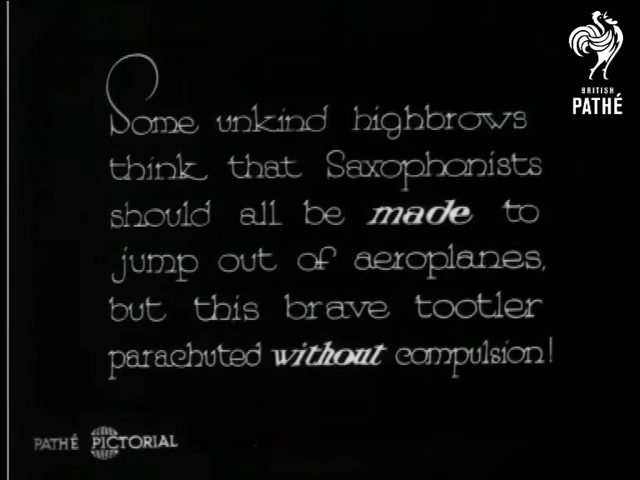 BRITISH
PATHÉ
Some unkind highbrows
think that Saxophonists
should all be made to
jump out of aeroplanes,
but this brave tootler
parachuted without compulsion!
PATHÉ PICTORIAL